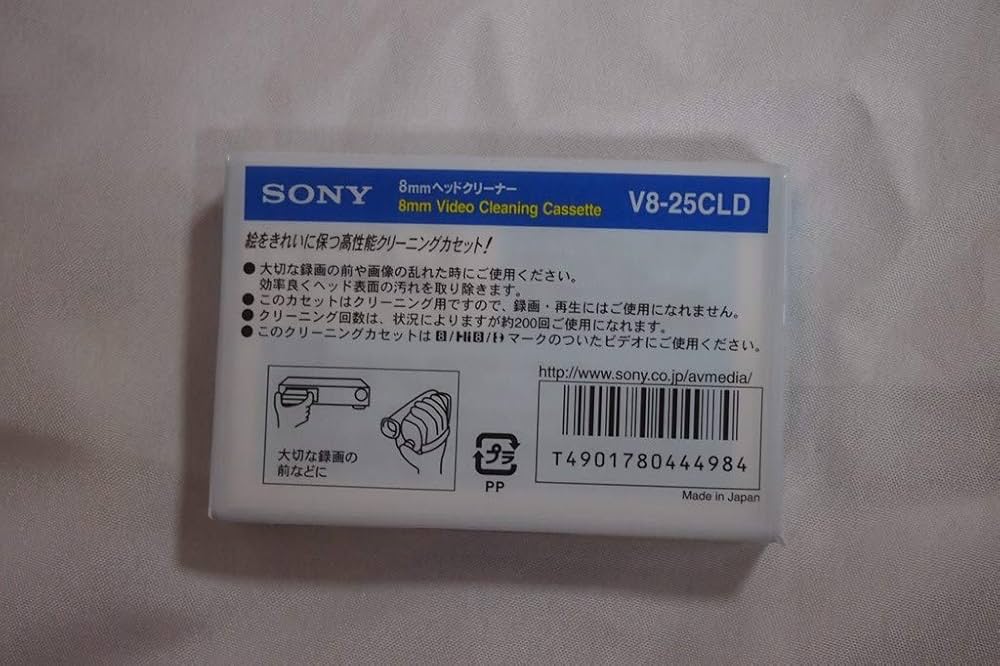 SONY 8mmヘッドクリーナー
8mm Video Cleaning Cassette V8-25CLD
絵をきれいに保つ高性能クリーニングカセット!
●大切な録画の前や画像の乱れた時にご使用ください。
効率良くヘッド表面の汚れを取り除きます。
●このカセットはクリーニング用ですので、録画・再生にはご使用になれません。
●クリーニング回数は、状況によりますが約200回ご使用になれます。
●このクリーニングカセットは 8/Hi8/D マークのついたビデオにご使用ください。
大切な録画の
前などに
プラ
PP
http://www.sony.co.jp/avmedia/
T4901780444984
Made in Japan